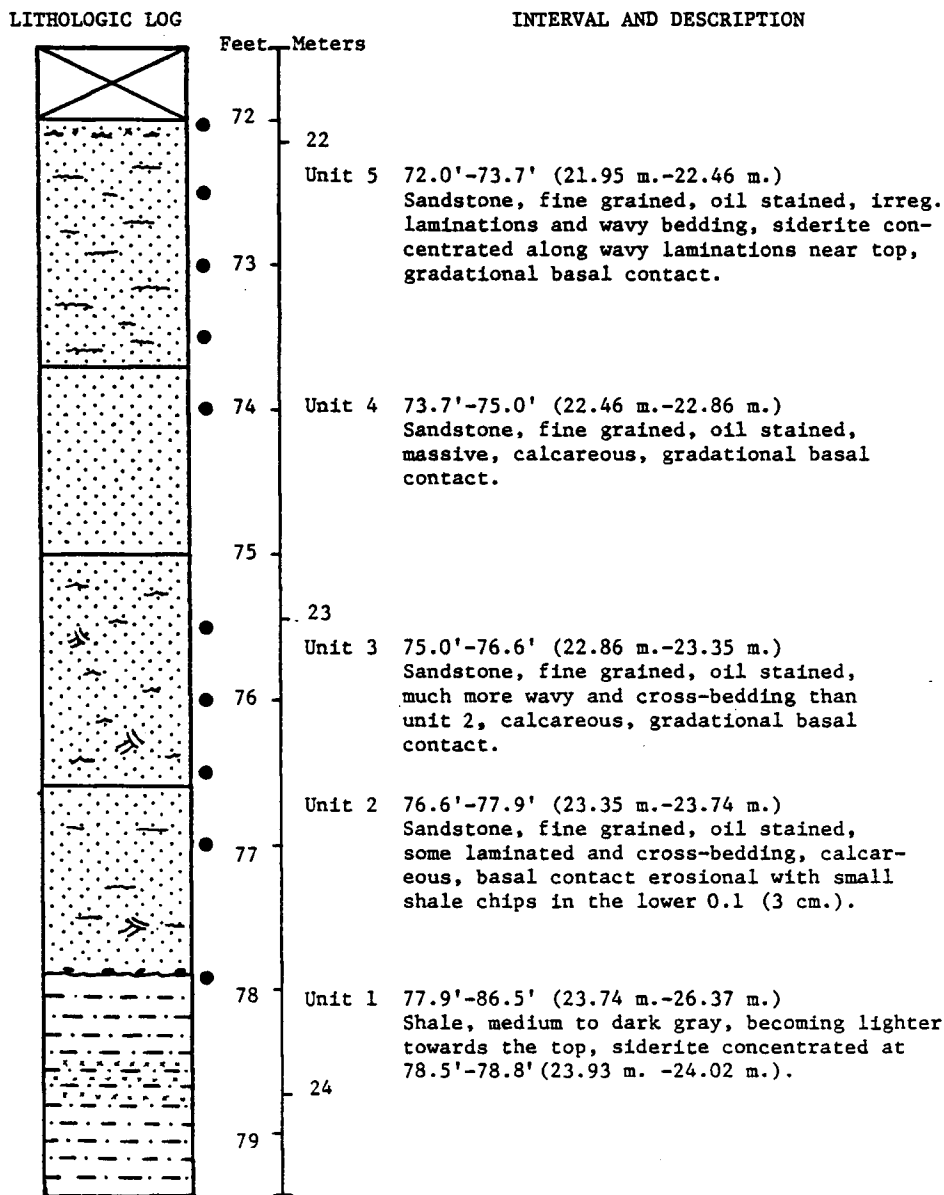 LITHOLOGIC LOG
INTERVAL AND DESCRIPTION
Feet Meters
72
22
Unit 5 72.0'-73.7' (21.95 m.-22.46 m.)
Sandstone, fine grained, oil stained, irreg.
laminations and wavy bedding, siderite con-
centrated along wavy laminations near top,
gradational basal contact.
73
74
Unit 4 73.7'-75.0' (22.46 m.-22.86 m.)
Sandstone, fine grained, oil stained,
massive, calcareous, gradational basal
contact.
75
23
Unit 3 75.0'-76.6' (22.86 m.-23.35 m.)
Sandstone, fine grained, oil stained,
much more wavy and cross-bedding than
unit 2, calcareous, gradational basal
contact.
76
Unit 2 76.6'-77.9' (23.35 m.-23.74 m.)
Sandstone, fine grained, oil stained,
some laminated and cross-bedding, calcar-
eous, basal contact erosional with small
shale chips in the lower 0.1 (3 cm.).
77
78
Unit 1 77.9'-86.5' (23.74 m.-26.37 m.)
Shale, medium to dark gray, becoming lighter
towards the top, siderite concentrated at
78.5'-78.8' (23.93 m. -24.02 m.).
24
79